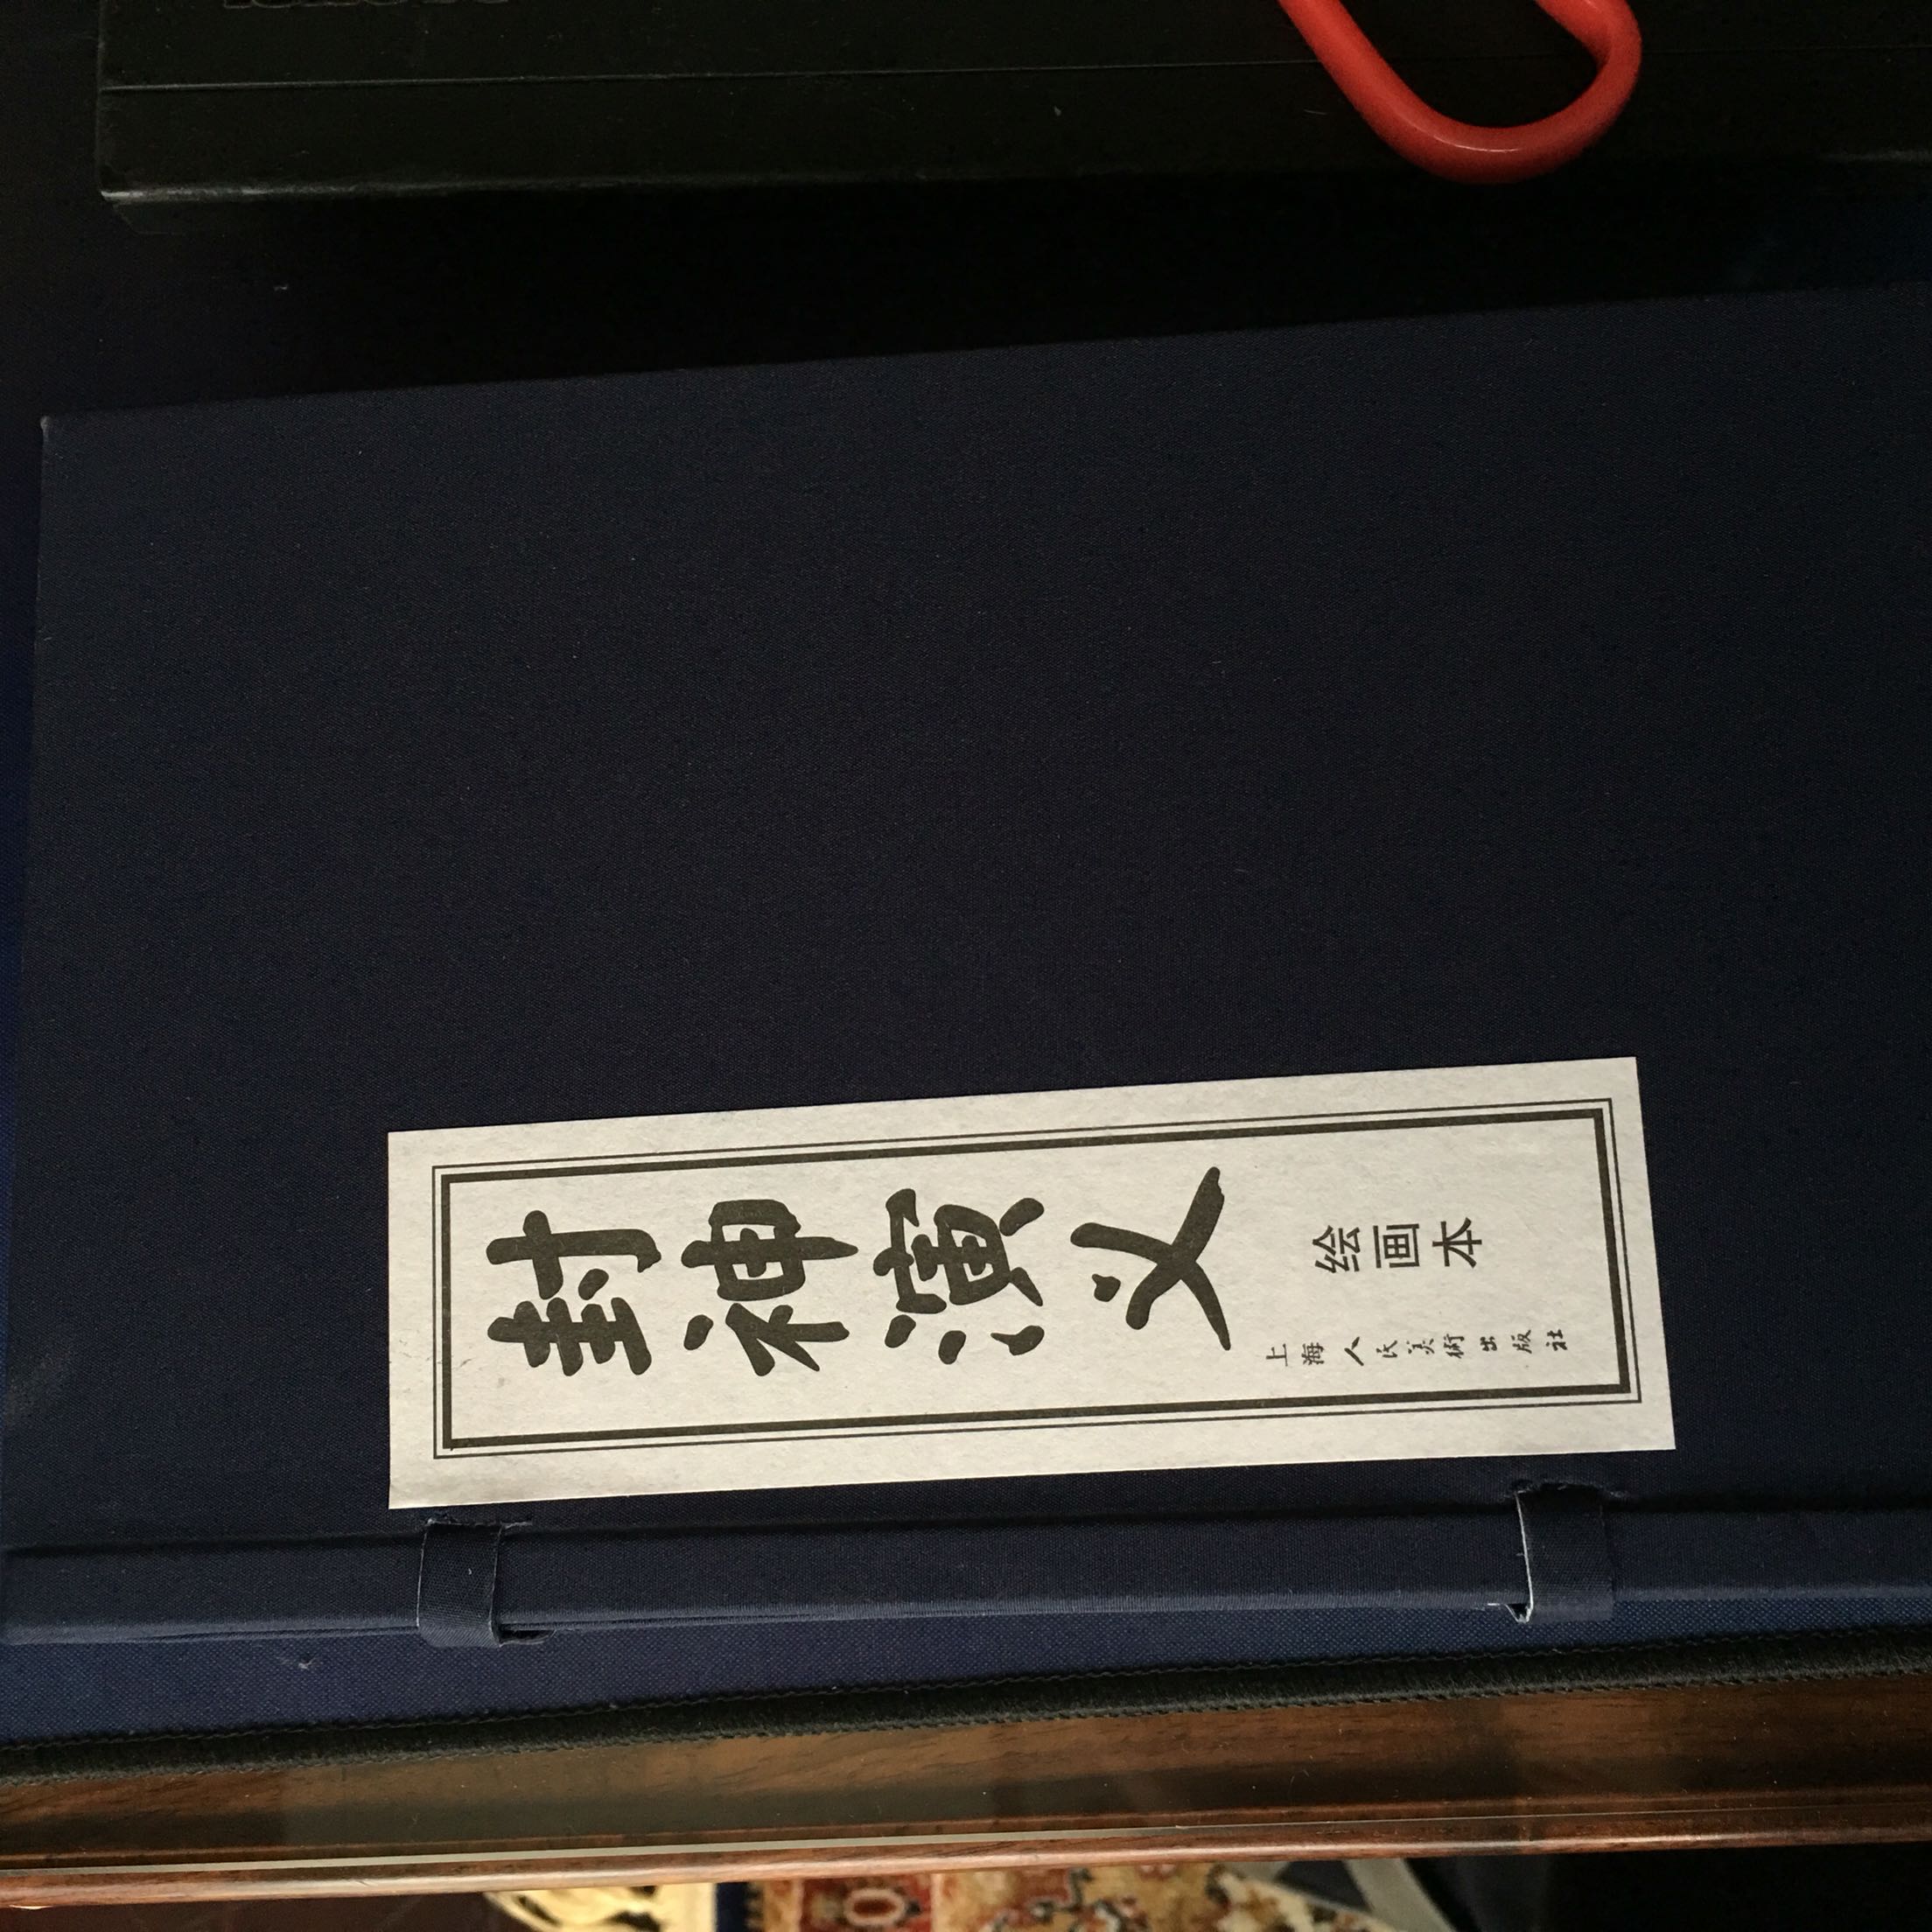 封神演义
绘画本
上海人民美術出版社